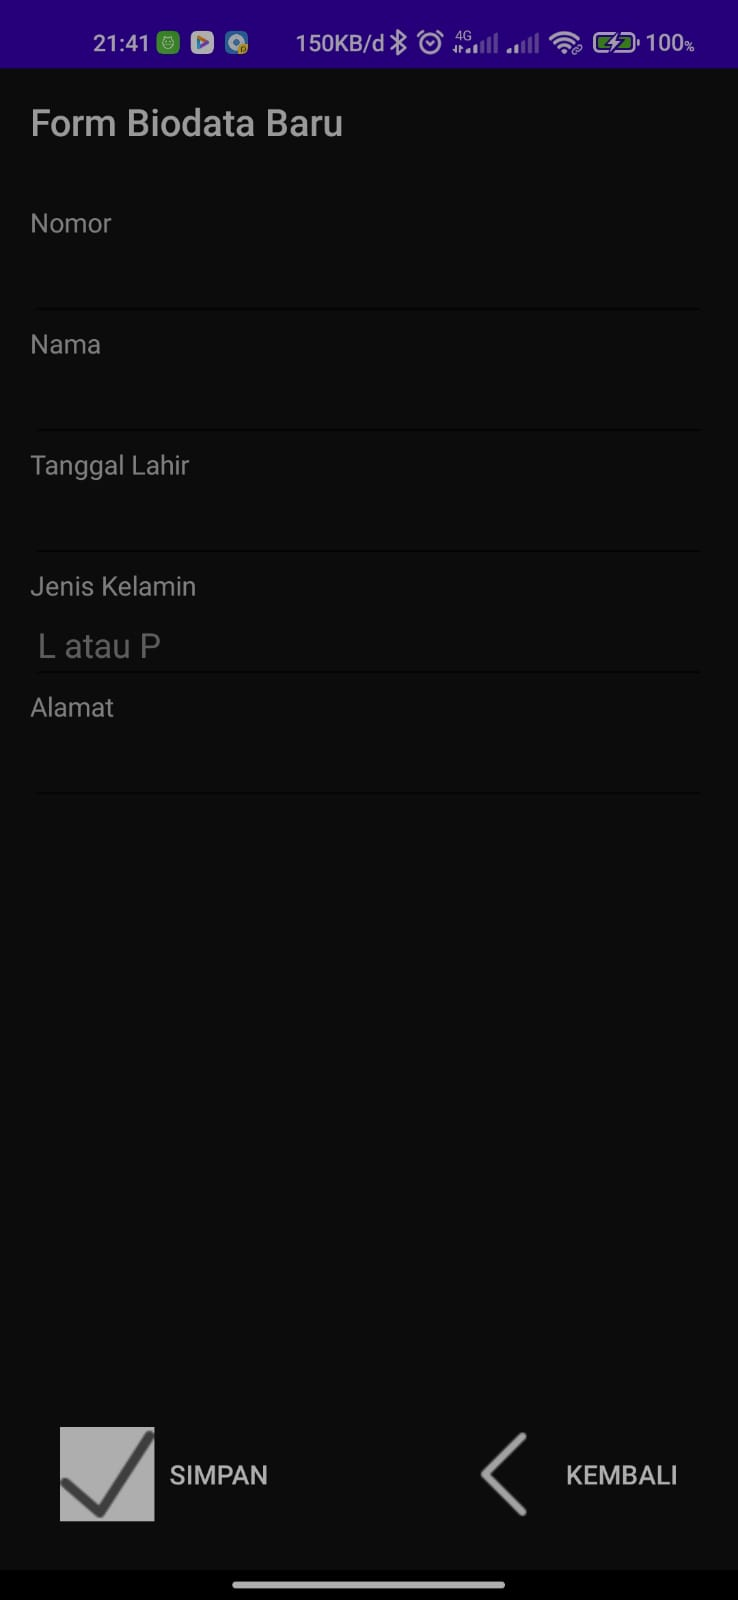 21:41 150KB/d 4G 100%
Form Biodata Baru
Nomor
Nama
Tanggal Lahir
Jenis Kelamin
L atau P
Alamat
SIMPAN KEMBALI